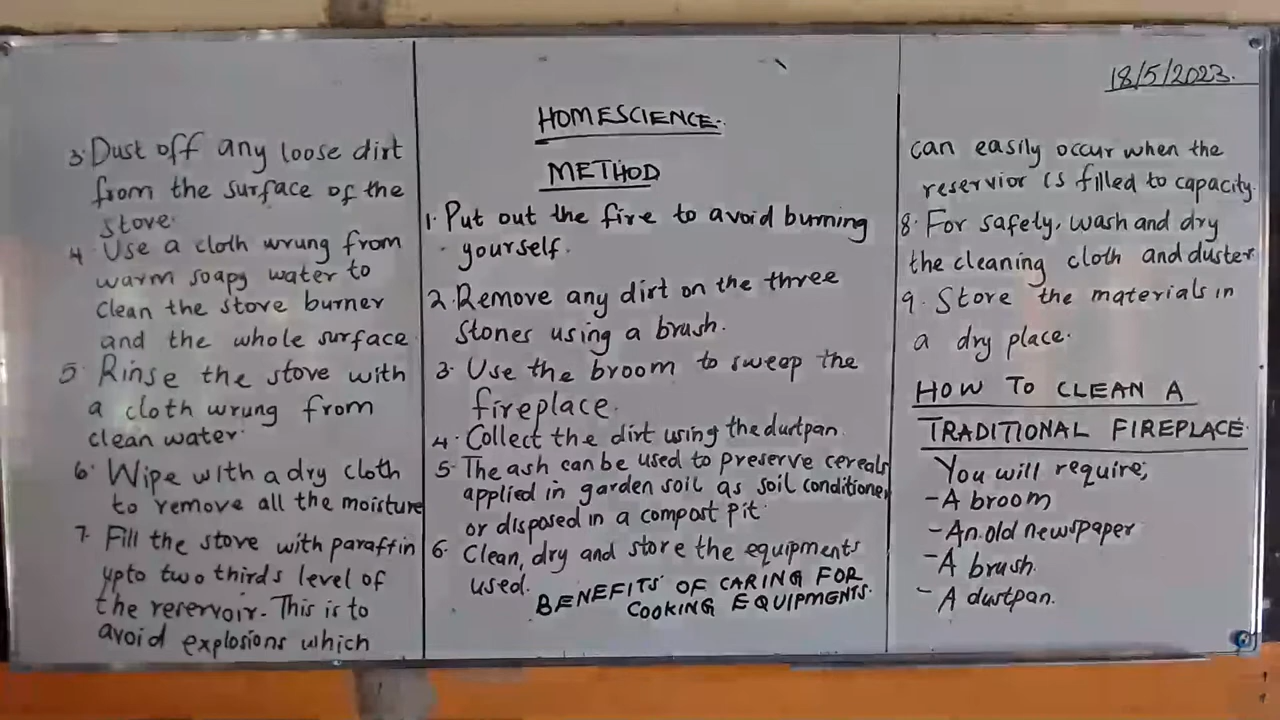 3. Dust off any loose dirt
from the surface of the
stove.
4. Use a cloth wrung from
warm soapy water to
clean the stove burner
and the whole surface
5. Rinse the stove with
a cloth wrung from
clean water.
6. Wipe with a dry cloth
to remove all the moisture
7. Fill the stove with paraffin
upto two thirds level of
the reservoir. This is to
avoid explosions which
HOMESCIENCE.
METHOD
1. Put out the fire to avoid burning
yourself.
2. Remove any dirt on the three
stones using a brush.
3. Use the broom to sweep the
fireplace.
4. Collect the dirt using the dustpan.
5. The ash can be used to preserve cereals
applied in garden soil as soil conditioner
or disposed in a compost pit.
6. Clean, dry and store the equipments
used.
BENEFITS OF CARING FOR
COOKING EQUIPMENTS.
18/5/2023.
can easily occur when the
reservior is filled to capacity.
8. For safety, wash and dry
the cleaning cloth and duster
9. Store the materials in
a dry place.
HOW TO CLEAN A
TRADITIONAL FIREPLACE.
You will require;
- A broom
- An old newspaper
- A brush.
- A dustpan.